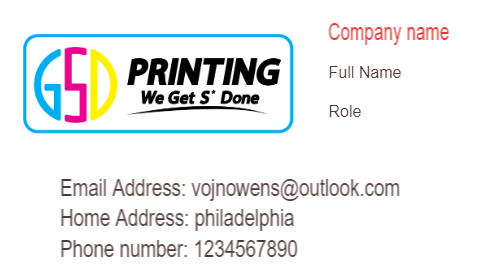 GSD
PRINTING
We Get S* Done
Company name
Full Name
Role
Email Address: vojnowens@outlook.com
Home Address: philadelphia
Phone number: 1234567890